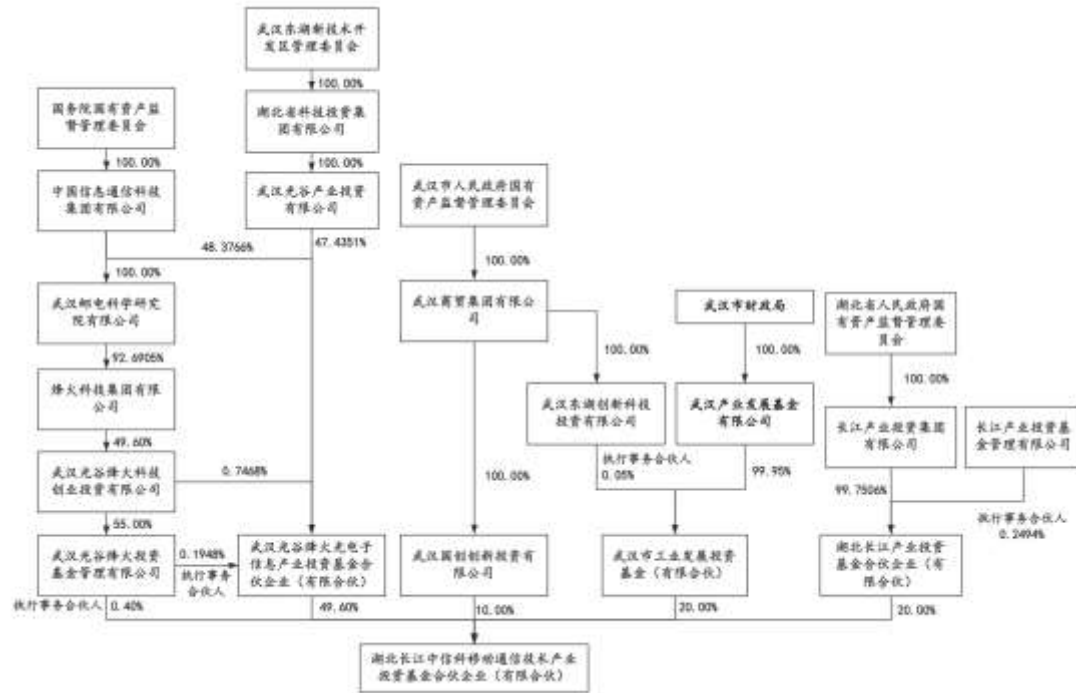 武汉东湖新技术开
发区管理委员会
100.00%
国务院国有资产监
督管理委员会
湖北省科技投资集
团有限公司
100.00%
100.00%
中国信息通信科技
集团有限公司
武汉光谷产业投资
有限公司
武汉市人民政府国有
资产监督管理委员会
48.3766%
47.4351%
100.00%
100.00%
武汉邮电科学研究
院有限公司
武汉商贸集团有限公
司
武汉市财政局
湖北省人民政府国
有资产监督管理委
员会
92.6905%
100.00%
100.00%
100.00%
烽火科技集团有限
公司
武汉东湖创新科技
投资有限公司
武汉产业发展基金
有限公司
长江产业投资集团
有限公司
长江产业投资基
金管理有限公司
49.60%
0.7468%
100.00%
执行事务合伙人
0.05%
99.95%
99.7506%
武汉光谷烽火科技
创业投资有限公司
执行事务合伙人
0.2494%
55.00%
武汉光谷烽火投资
基金管理有限公司
0.1948%
执行事务
合伙人
武汉光谷烽火光电子
信息产业投资基金合
伙企业（有限合伙）
武汉国创创新投资有
限公司
武汉市工业发展投资
基金（有限合伙）
湖北长江产业投资
基金合伙企业（有
限合伙）
执行事务合伙人
0.40%
49.60%
10.00%
20.00%
20.00%
湖北长江中信科移动通信技术产业
投资基金合伙企业（有限合伙）